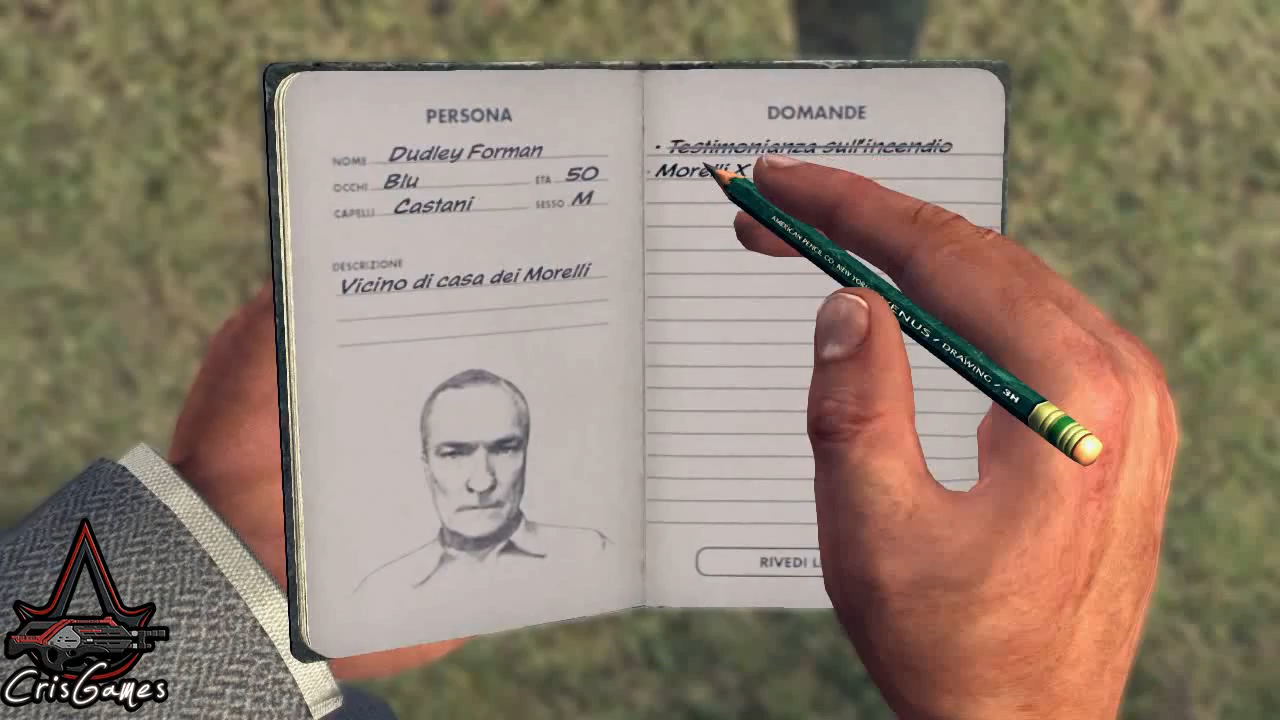 PERSONA
NOME Dudley Forman
OCCHI Blu ETÀ 50
CAPELLI Castani SESSO M
DESCRIZIONE
Vicino di casa dei Morelli
DOMANDE
• Testimonianza sull'incendio
• Morelli X
RIVEDI L
AMERICAN PENCIL CO. NEW YORK
VENUS / DRAWING / 3H
CrisGames